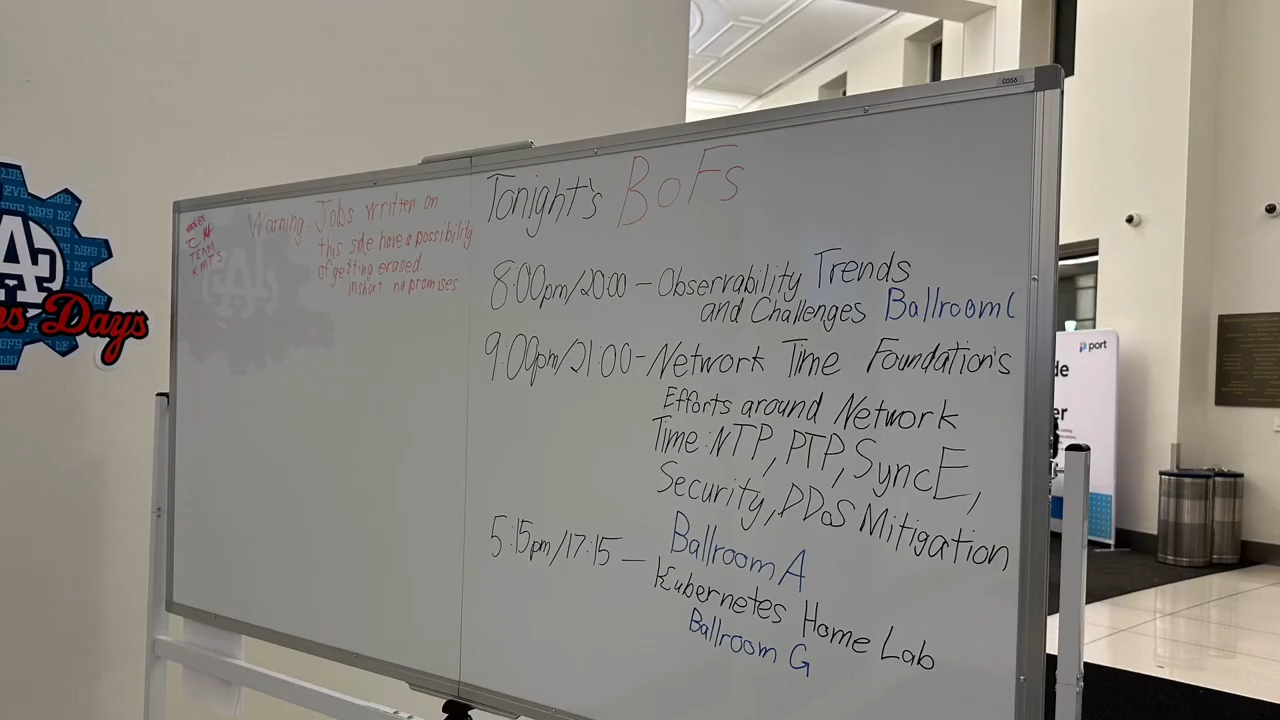 Tonight's BoFs
8:00pm/20:00 - Observability Trends
and Challenges Ballroom C
9:00pm/21:00 - Network Time Foundation's
Efforts around Network
Time: NTP, PTP, SyncE,
Security, DDoS Mitigation
Ballroom A
5:15pm/17:15 - Kubernetes Home Lab
Ballroom G
Warning: Jobs written on
this side have a possibility
of getting erased
in short: no promises
TEAM
Days
port
C056